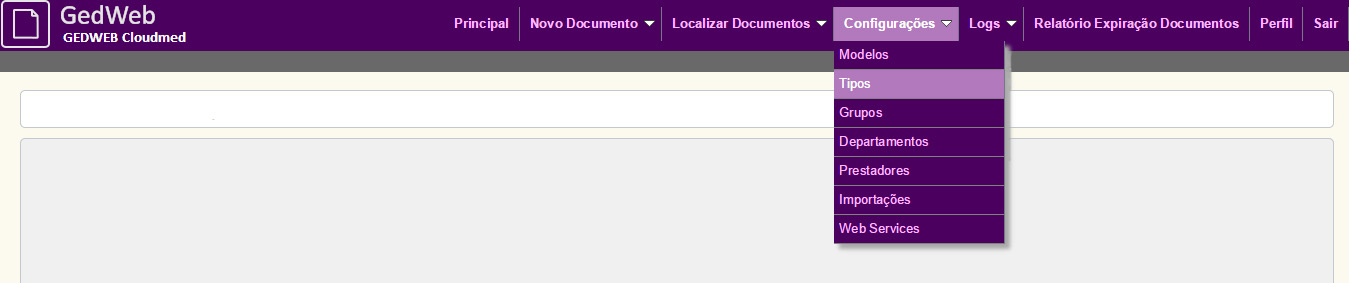 GedWeb
GEDWEB Cloudmed
Principal Novo Documento Localizar Documentos Configurações Logs Relatório Expiração Documentos Perfil Sair
Modelos
Tipos
Grupos
Departamentos
Prestadores
Importações
Web Services